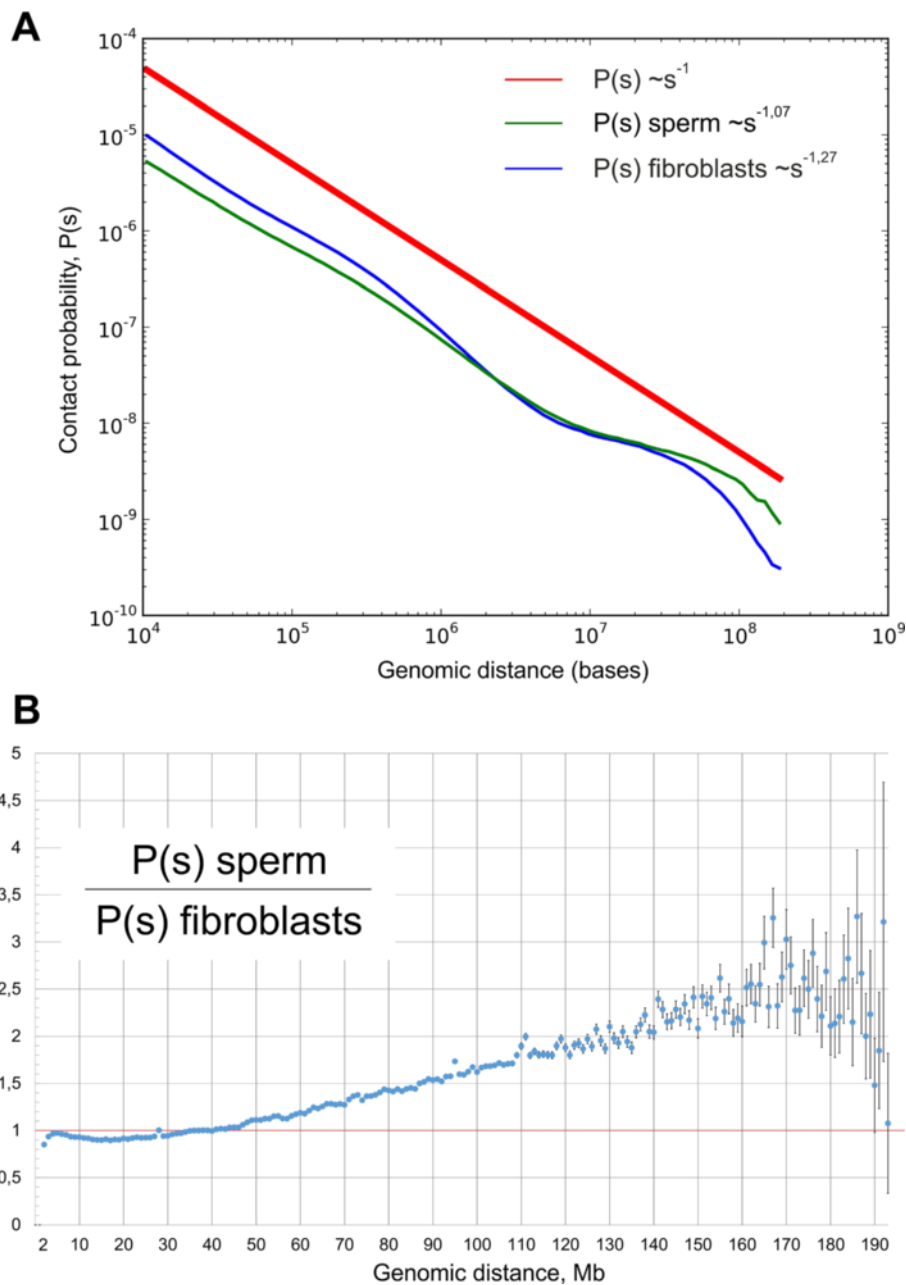 A
10^-4
10^-5
10^-6
10^-7
10^-8
10^-9
10^-10
Contact probability, P(s)
P(s) ~s^-1
P(s) sperm ~s^-1,07
P(s) fibroblasts ~s^-1,27
10^4 10^5 10^6 10^7 10^8 10^9
Genomic distance (bases)
B
5
4,5
4
3,5
3
2,5
2
1,5
1
0,5
0
P(s) sperm
P(s) fibroblasts
2 10 20 30 40 50 60 70 80 90 100 110 120 130 140 150 160 170 180 190
Genomic distance, Mb